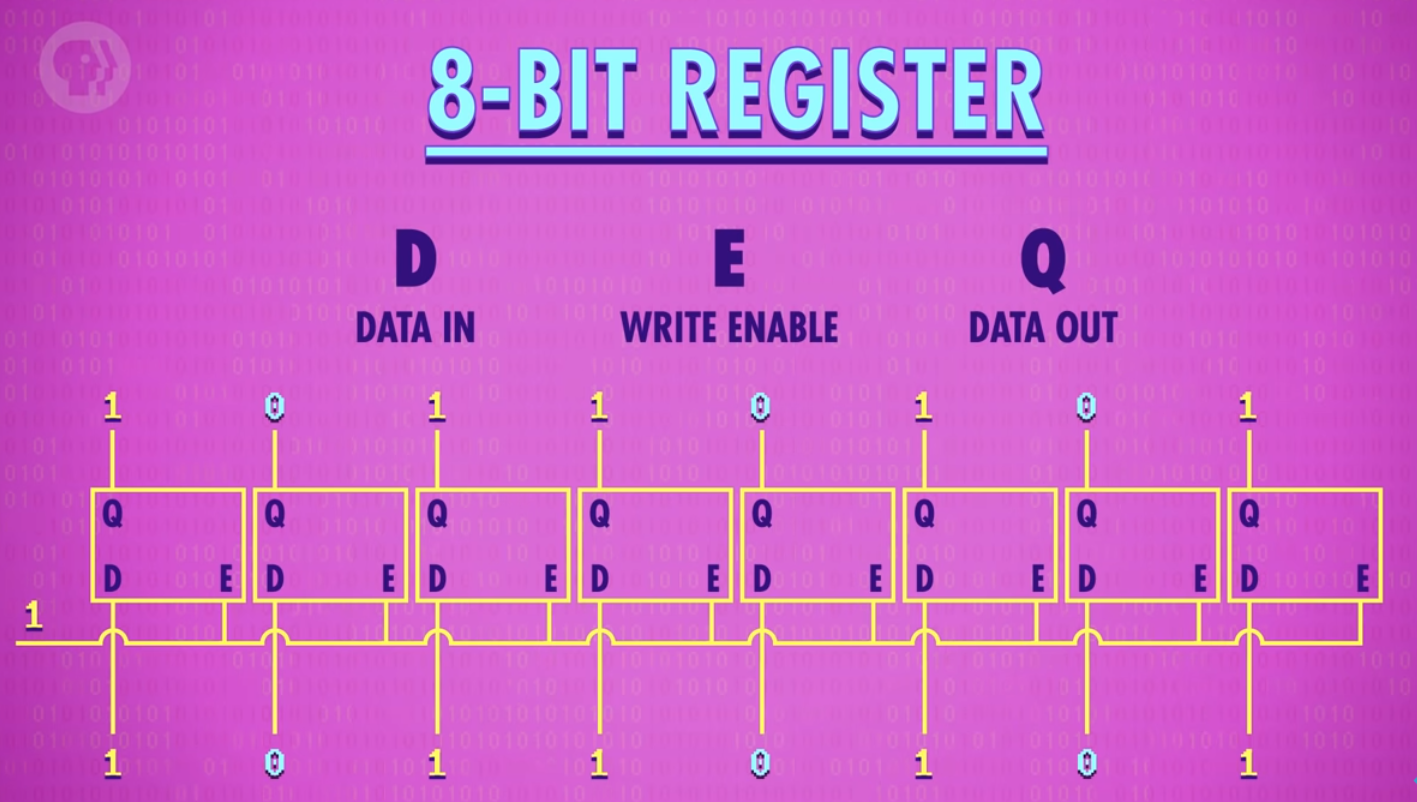 8-BIT REGISTER
D E Q
DATA IN WRITE ENABLE DATA OUT
1 0 1 1 0 1 0 1
Q Q Q Q Q Q Q Q
D E D E D E D E D E D E D E D E
1
1 0 1 1 0 1 0 1